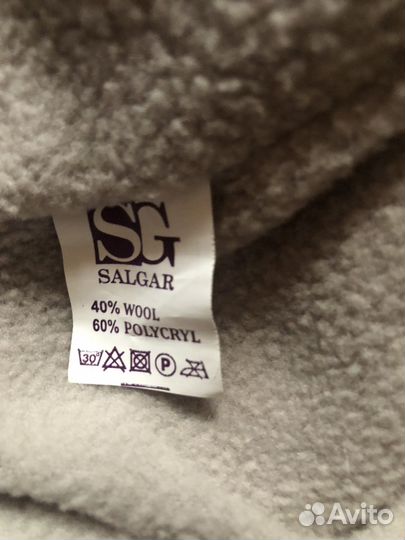 SG
SALGAR
40% WOOL
60% POLYCRYL
30°
P
Avito